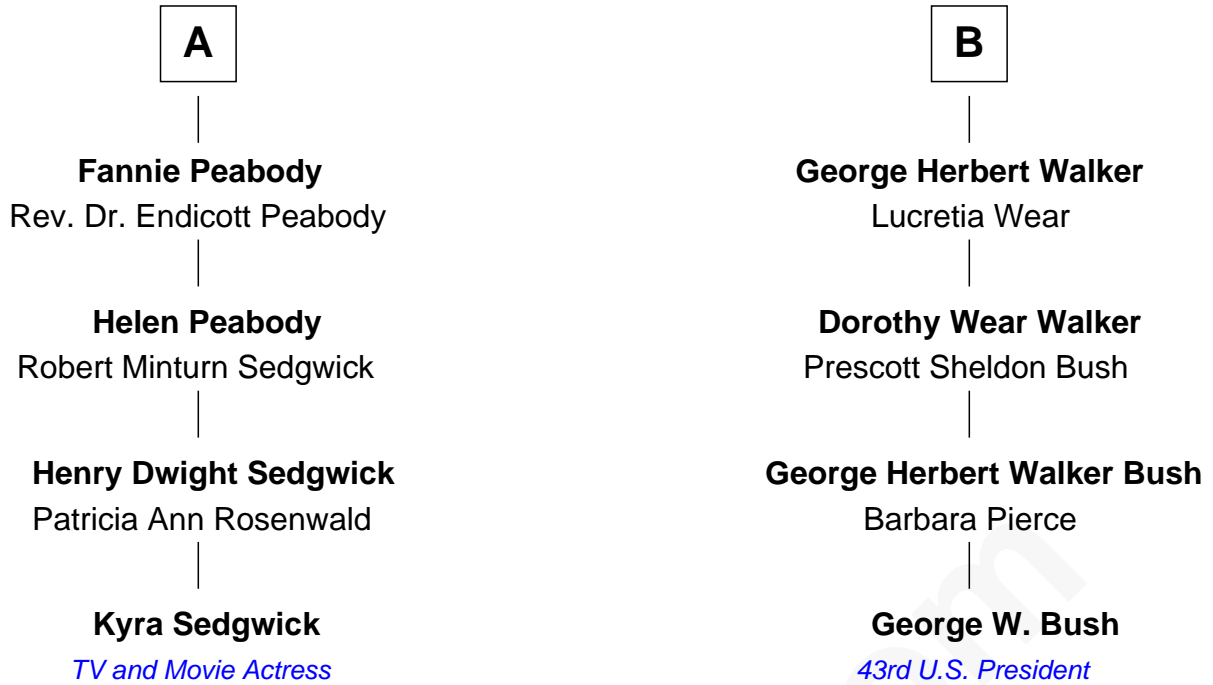 A
Fannie Peabody
Rev. Dr. Endicott Peabody
Helen Peabody
Robert Minturn Sedgwick
Henry Dwight Sedgwick
Patricia Ann Rosenwald
Kyra Sedgwick
TV and Movie Actress
B
George Herbert Walker
Lucretia Wear
Dorothy Wear Walker
Prescott Sheldon Bush
George Herbert Walker Bush
Barbara Pierce
George W. Bush
43rd U.S. President